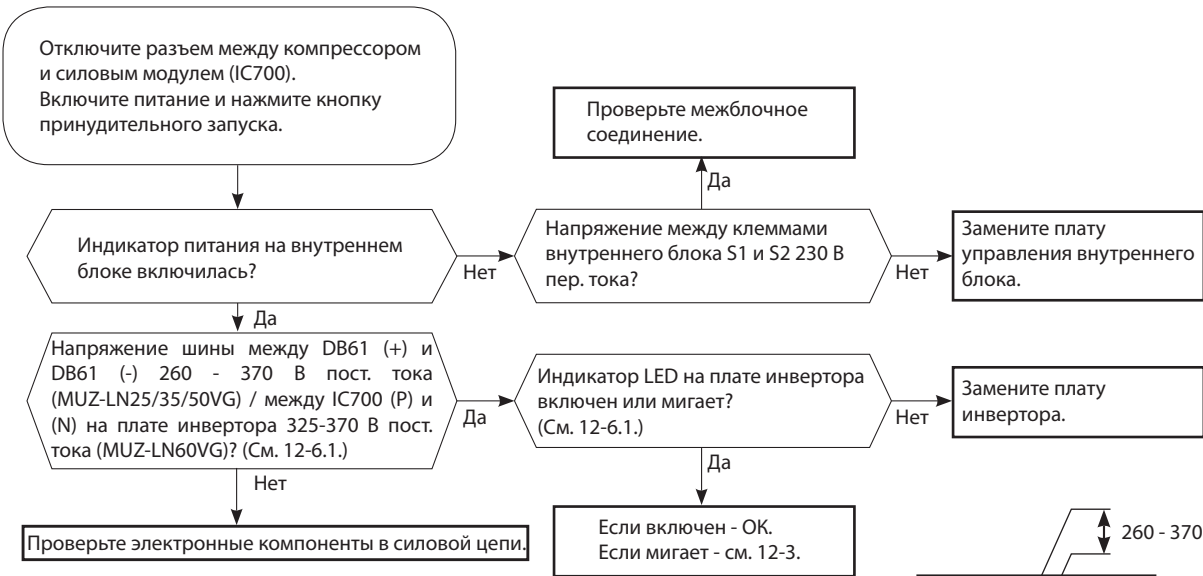 Отключите разъем между компрессором
и силовым модулем (IC700).
Включите питание и нажмите кнопку
принудительного запуска.
Проверьте межблочное
соединение.
Да
Индикатор питания на внутреннем
блоке включилась?
Нет
Напряжение между клеммами
внутреннего блока S1 и S2 230 В
пер. тока?
Нет
Замените плату
управления внутреннего
блока.
Да
Напряжение шины между DB61 (+) и
DB61 (-) 260 - 370 В пост. тока
(MUZ-LN25/35/50VG) / между IC700 (P) и
(N) на плате инвертора 325-370 В пост.
тока (MUZ-LN60VG)? (См. 12-6.1.)
Да
Индикатор LED на плате инвертора
включен или мигает?
(См. 12-6.1.)
Нет
Замените плату
инвертора.
Нет
Да
Проверьте электронные компоненты в силовой цепи.
Если включен - ОК.
Если мигает - см. 12-3.
260 - 370